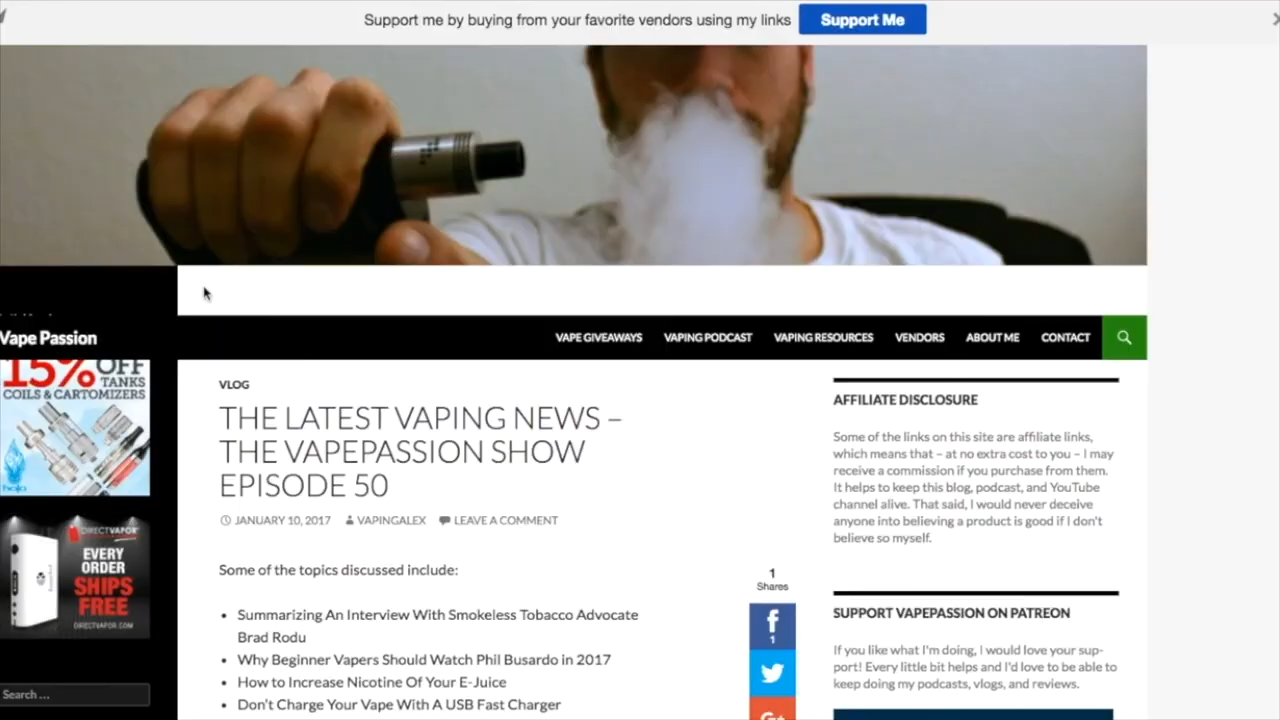 Support me by buying from your favorite vendors using my links
Support Me
Vape Passion
VAPE GIVEAWAYS
VAPING PODCAST
VAPING RESOURCES
VENDORS
ABOUT ME
CONTACT
15% OFF
TANKS
COILS & CARTOMIZERS
DIRECTVAPOR
EVERY
ORDER
SHIPS
FREE
DIRECTVAPOR.COM
Search ...
VLOG
THE LATEST VAPING NEWS –
THE VAPEPASSION SHOW
EPISODE 50
JANUARY 10, 2017
VAPINGALEX
LEAVE A COMMENT
Some of the topics discussed include:
• Summarizing An Interview With Smokeless Tobacco Advocate
Brad Rodu
• Why Beginner Vapers Should Watch Phil Busardo in 2017
• How to Increase Nicotine Of Your E-Juice
• Don't Charge Your Vape With A USB Fast Charger
1
Shares
f
1
G+
AFFILIATE DISCLOSURE
Some of the links on this site are affiliate links,
which means that – at no extra cost to you – I may
receive a commission if you purchase from them.
It helps to keep this blog, podcast, and YouTube
channel alive. That said, I would never deceive
anyone into believing a product is good if I don't
believe so myself.
SUPPORT VAPEPASSION ON PATREON
If you like what I'm doing, I would love your sup-
port! Every little bit helps and I'd love to be able to
keep doing my podcasts, vlogs, and reviews.